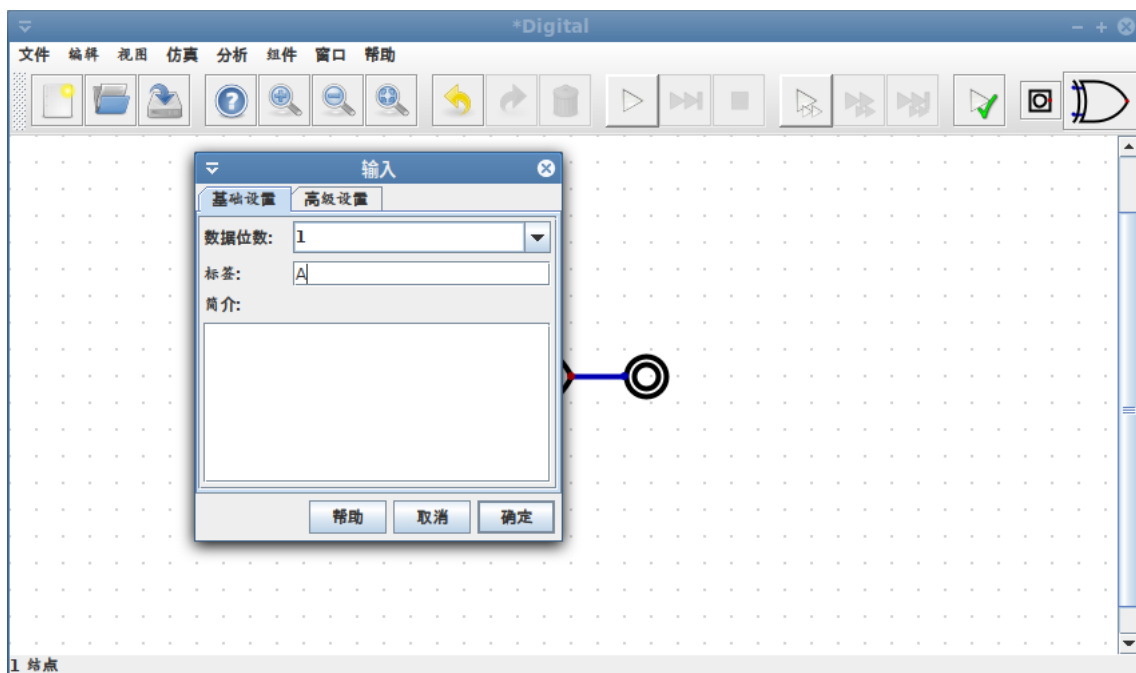 *Digital
文件 编辑 视图 仿真 分析 组件 窗口 帮助
输入
基础设置 高级设置
数据位数: 1
标签: A
简介:
帮助 取消 确定
1 结点